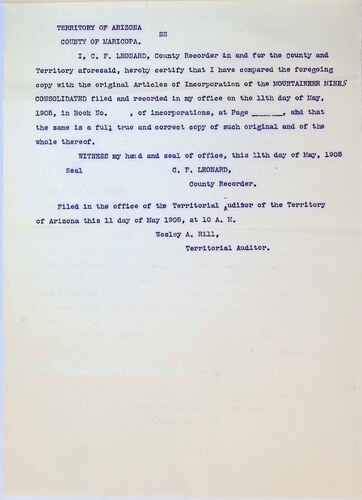 TERRITORY OF ARIZONA
SS
COUNTY OF MARICOPA.
I, C. F. LEONARD, County Recorder in and for the County and
Territory aforesaid, hereby certify that I have compared the foregoing
copy with the original Articles of Incorporation of the MOUNTAINEER MINES
CONSOLIDATED filed and recorded in my office on the 11th day of May,
1905, in Book No. , of incorporations, at Page ______, and that
the same is a full true and correct copy of such original and of the
whole thereof.
WITNESS my hand and seal of office, this 11th day of May, 1905
Seal C. F. LEONARD,
County Recorder.
Filed in the office of the Territorial Auditor of the Territory
of Arizona this 11 day of May 1905, at 10 A. M.
Wesley A. Hill,
Territorial Auditor.